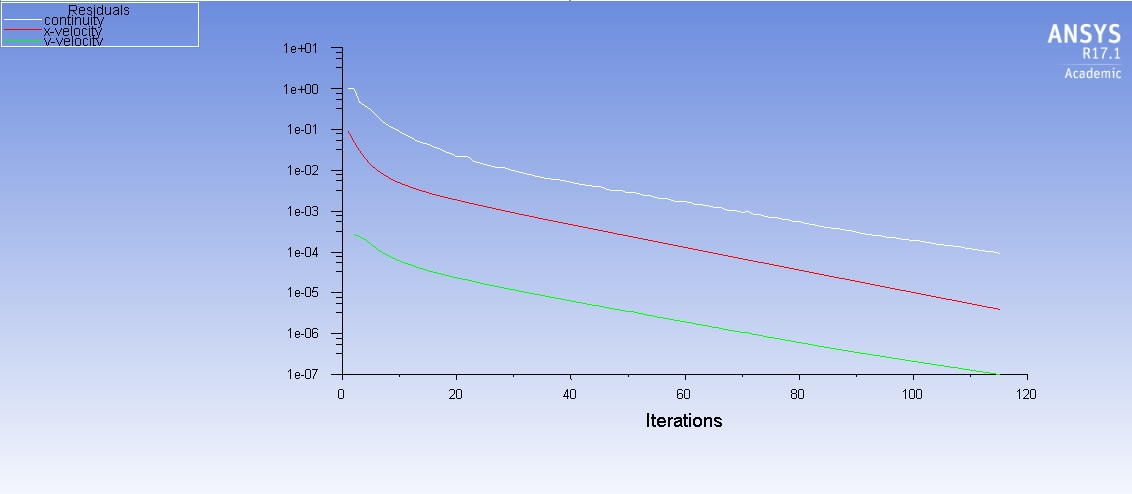 Residuals
continuity
x-velocity
y-velocity
ANSYS
R17.1
Academic
1e+01
1e+00
1e-01
1e-02
1e-03
1e-04
1e-05
1e-06
1e-07
0 20 40 60 80 100 120
Iterations